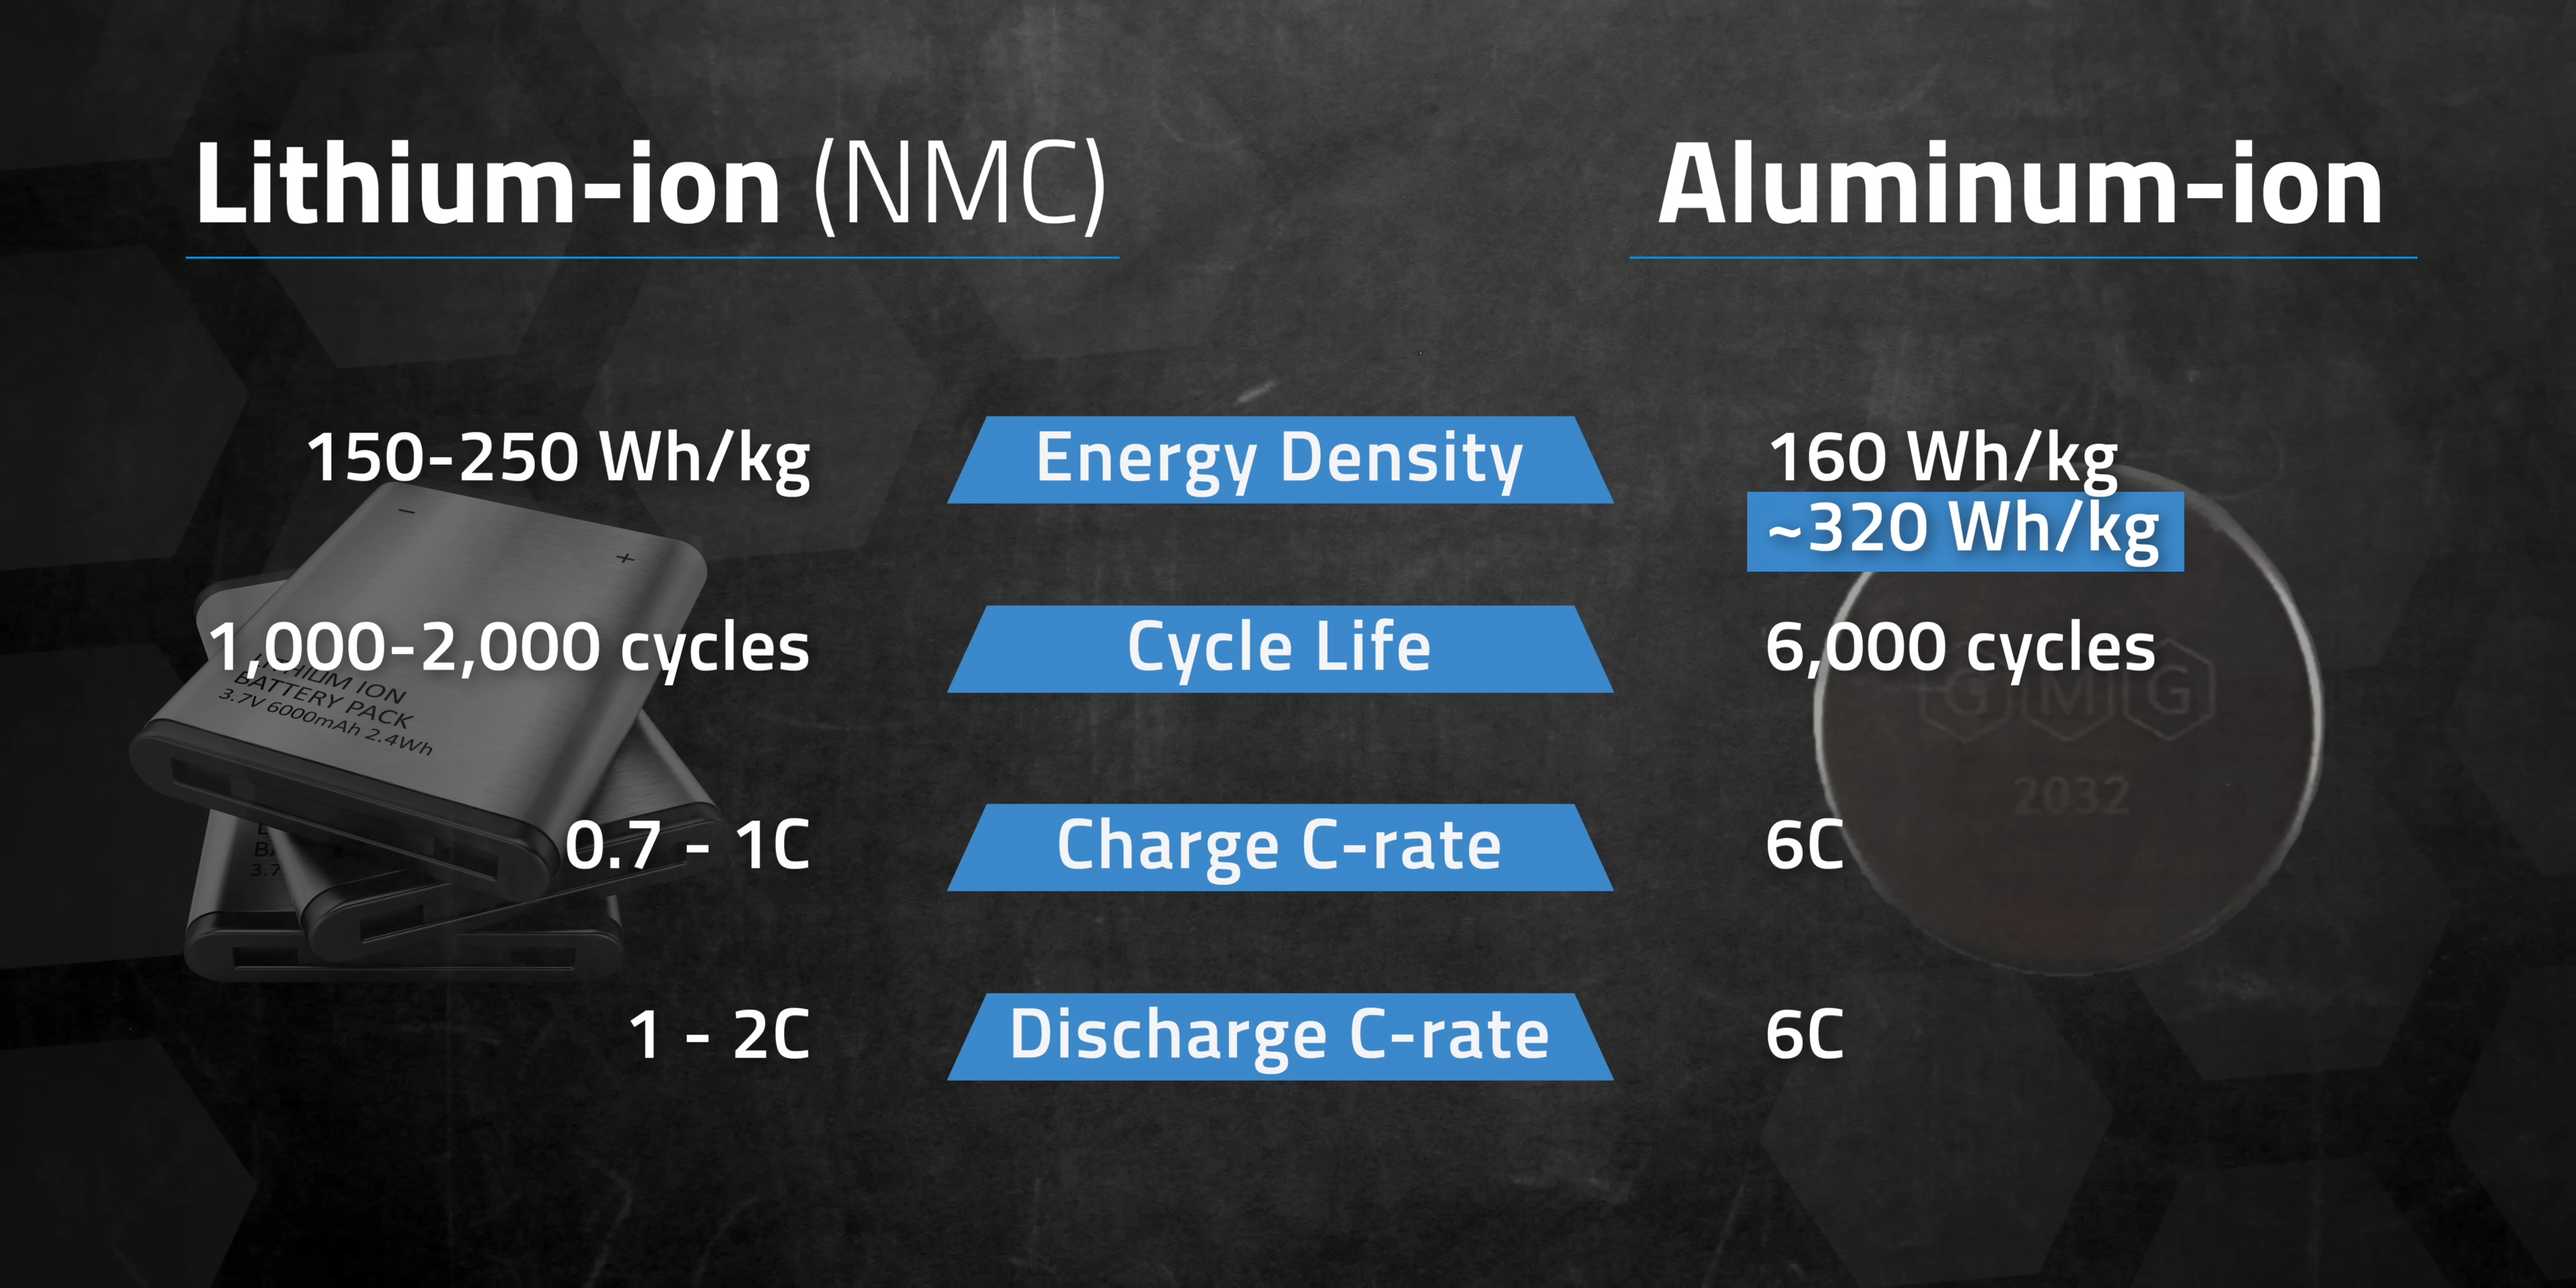 Lithium-ion (NMC)
Aluminum-ion
150-250 Wh/kg
Energy Density
160 Wh/kg
~320 Wh/kg
1,000-2,000 cycles
Cycle Life
6,000 cycles
0.7 - 1C
Charge C-rate
6C
1 - 2C
Discharge C-rate
6C
- +
ION
BATTERY PACK
3.7V 6000mAh 2.4Wh
3.7
G M G
2032